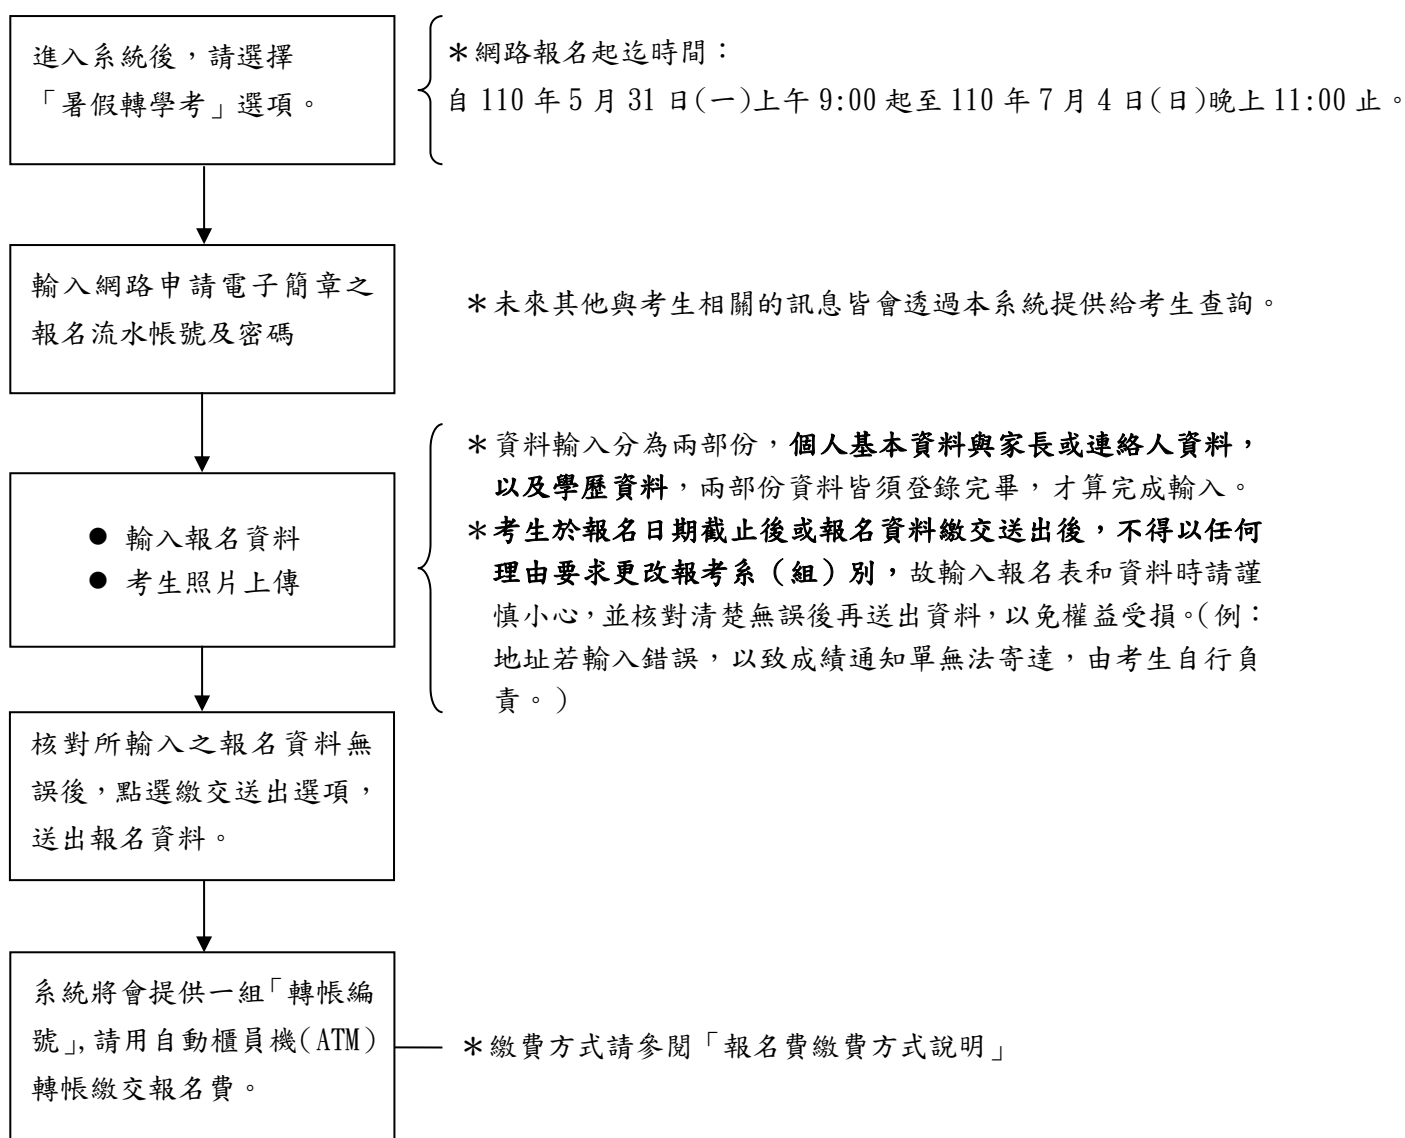 進入系統後，請選擇
「暑假轉學考」選項。
＊網路報名起迄時間：
自 110 年 5 月 31 日(一)上午 9:00 起至 110 年 7 月 4 日(日)晚上 11:00 止。
輸入網路申請電子簡章之
報名流水帳號及密碼
＊未來其他與考生相關的訊息皆會透過本系統提供給考生查詢。
● 輸入報名資料
● 考生照片上傳
＊資料輸入分為兩部份，個人基本資料與家長或連絡人資料，
以及學歷資料，兩部份資料皆須登錄完畢，才算完成輸入。
＊考生於報名日期截止後或報名資料繳交送出後，不得以任何
理由要求更改報考系（組）別，故輸入報名表和資料時請謹
慎小心，並核對清楚無誤後再送出資料，以免權益受損。(例：
地址若輸入錯誤，以致成績通知單無法寄達，由考生自行負
責。)
核對所輸入之報名資料無
誤後，點選繳交送出選項，
送出報名資料。
系統將會提供一組「轉帳編
號」，請用自動櫃員機(ATM)
轉帳繳交報名費。
＊繳費方式請參閱「報名費繳費方式說明」